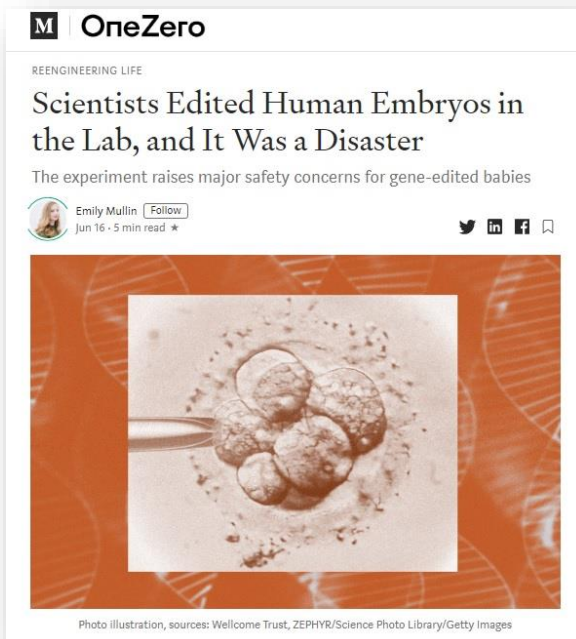 M OneZero
REENGINEERING LIFE
Scientists Edited Human Embryos in
the Lab, and It Was a Disaster
The experiment raises major safety concerns for gene-edited babies
Emily Mullin Follow
Jun 16 · 5 min read ★
Photo illustration, sources: Wellcome Trust, ZEPHYR/Science Photo Library/Getty Images